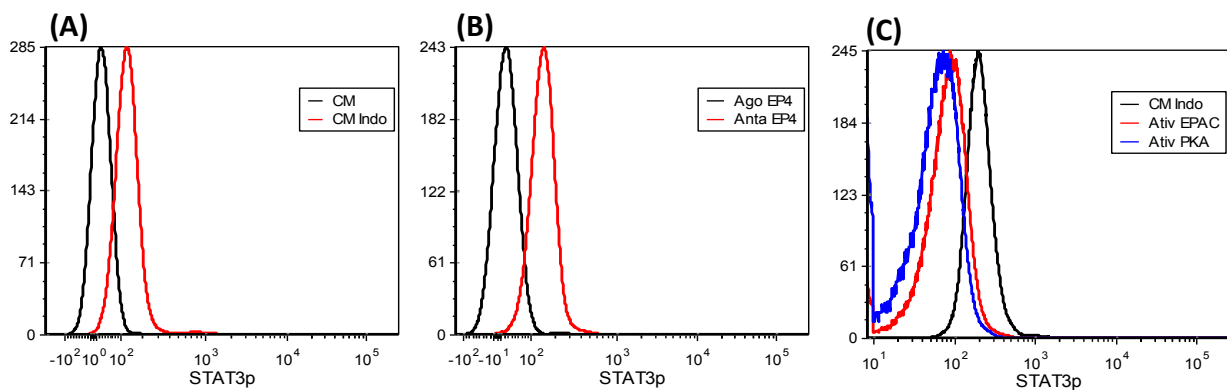 (A)
285
214
143
71
0
CM
CM Indo
-10² -10⁰ 10² 10³ 10⁴ 10⁵
STAT3p
(B)
243
182
122
61
0
Ago EP4
Anta EP4
-10² -10¹ 10² 10³ 10⁴ 10⁵
STAT3p
(C)
245
184
123
61
0
CM Indo
Ativ EPAC
Ativ PKA
10¹ 10² 10³ 10⁴ 10⁵
STAT3p